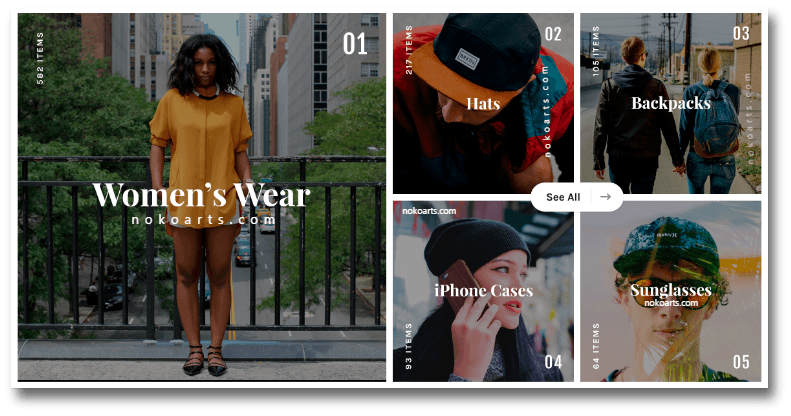 582 ITEMS
01
Women's Wear
nokoarts.com
217 ITEMS
02
Hats
nokoarts.com
105 ITEMS
03
Backpacks
nokoarts.com
See All
nokoarts.com
iPhone Cases
93 ITEMS
04
Sunglasses
nokoarts.com
64 ITEMS
05